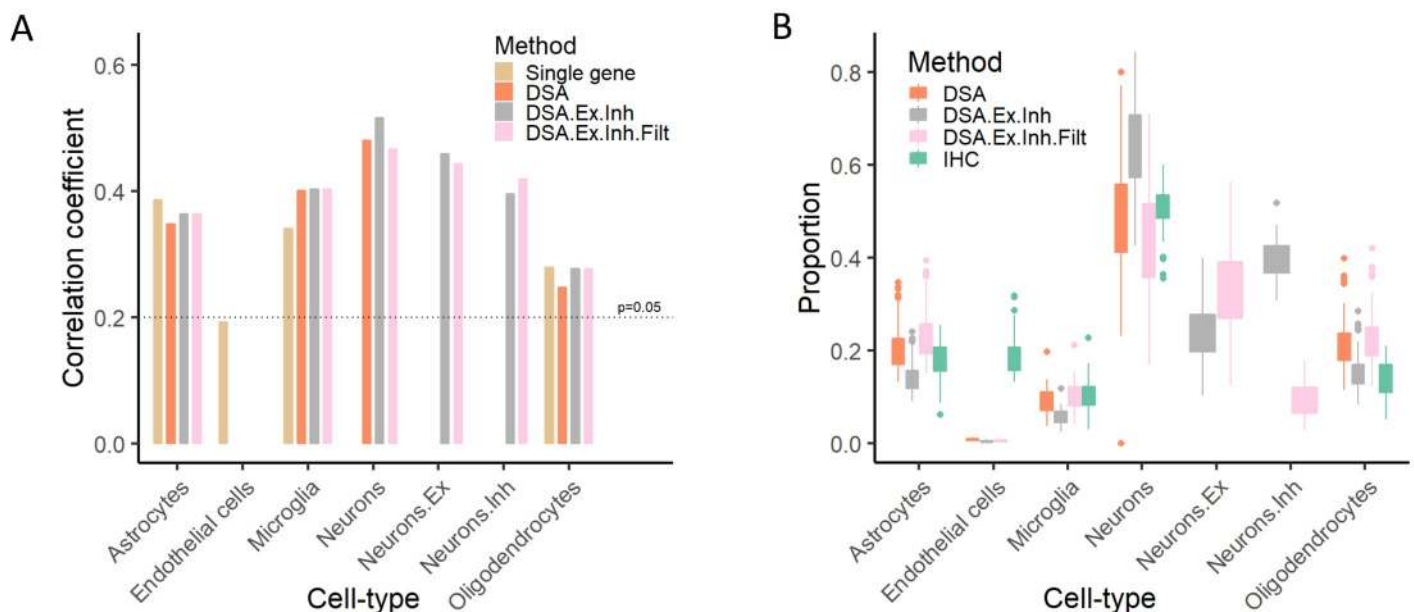 A
Method
Single gene
DSA
DSA.Ex.Inh
DSA.Ex.Inh.Filt
Correlation coefficient
0.6
0.4
0.2
0.0
p=0.05
Astrocytes
Endothelial cells
Microglia
Neurons
Neurons.Ex
Neurons.Inh
Oligodendrocytes
Cell-type
B
Method
DSA
DSA.Ex.Inh
DSA.Ex.Inh.Filt
IHC
Proportion
0.8
0.6
0.4
0.2
0.0
Astrocytes
Endothelial cells
Microglia
Neurons
Neurons.Ex
Neurons.Inh
Oligodendrocytes
Cell-type